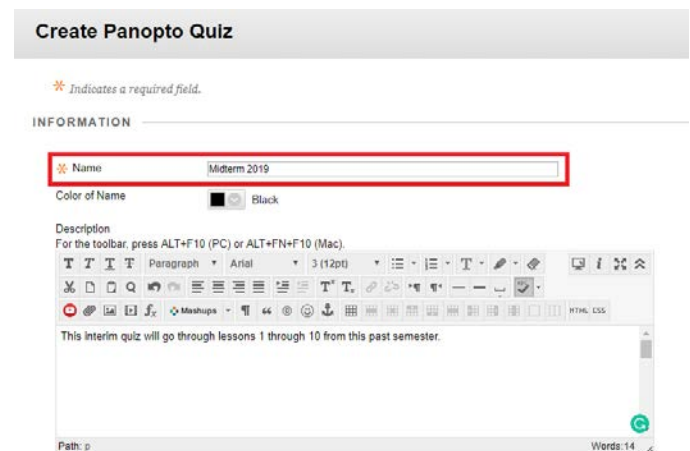 Create Panopto Quiz
* Indicates a required field.
INFORMATION
* Name Midterm 2019
Color of Name Black
Description
For the toolbar, press ALT+F10 (PC) or ALT+FN+F10 (Mac).
T T T T Paragraph Arial 3 (12pt) T i
T T
fx Mashups ¶ HTML CSS
This interim quiz will go through lessons 1 through 10 from this past semester.
Path: p Words:14